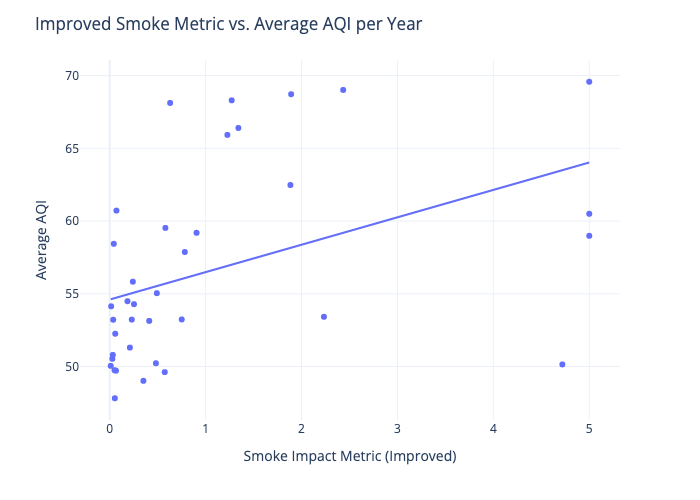 Improved Smoke Metric vs. Average AQI per Year
70
65
60
55
50
Average AQI
0 1 2 3 4 5
Smoke Impact Metric (Improved)